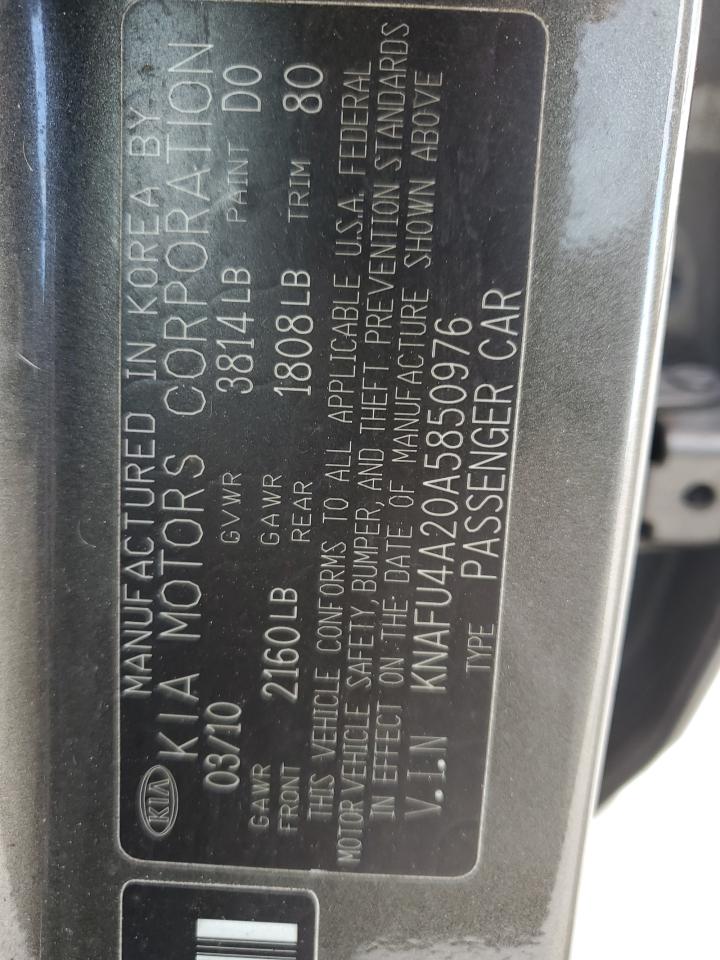 MANUFACTURED IN KOREA BY
KIA KIA MOTORS CORPORATION
03/10 GVWR 3814LB PAINT D0
GAWR FRONT 2160LB GAWR REAR 1808LB TRIM 80
THIS VEHICLE CONFORMS TO ALL APPLICABLE U.S.A. FEDERAL
MOTOR VEHICLE SAFETY, BUMPER, AND THEFT PREVENTION STANDARDS
IN EFFECT ON THE DATE OF MANUFACTURE SHOWN ABOVE
V.I.N KNAFU4A20A5850976
TYPE PASSENGER CAR